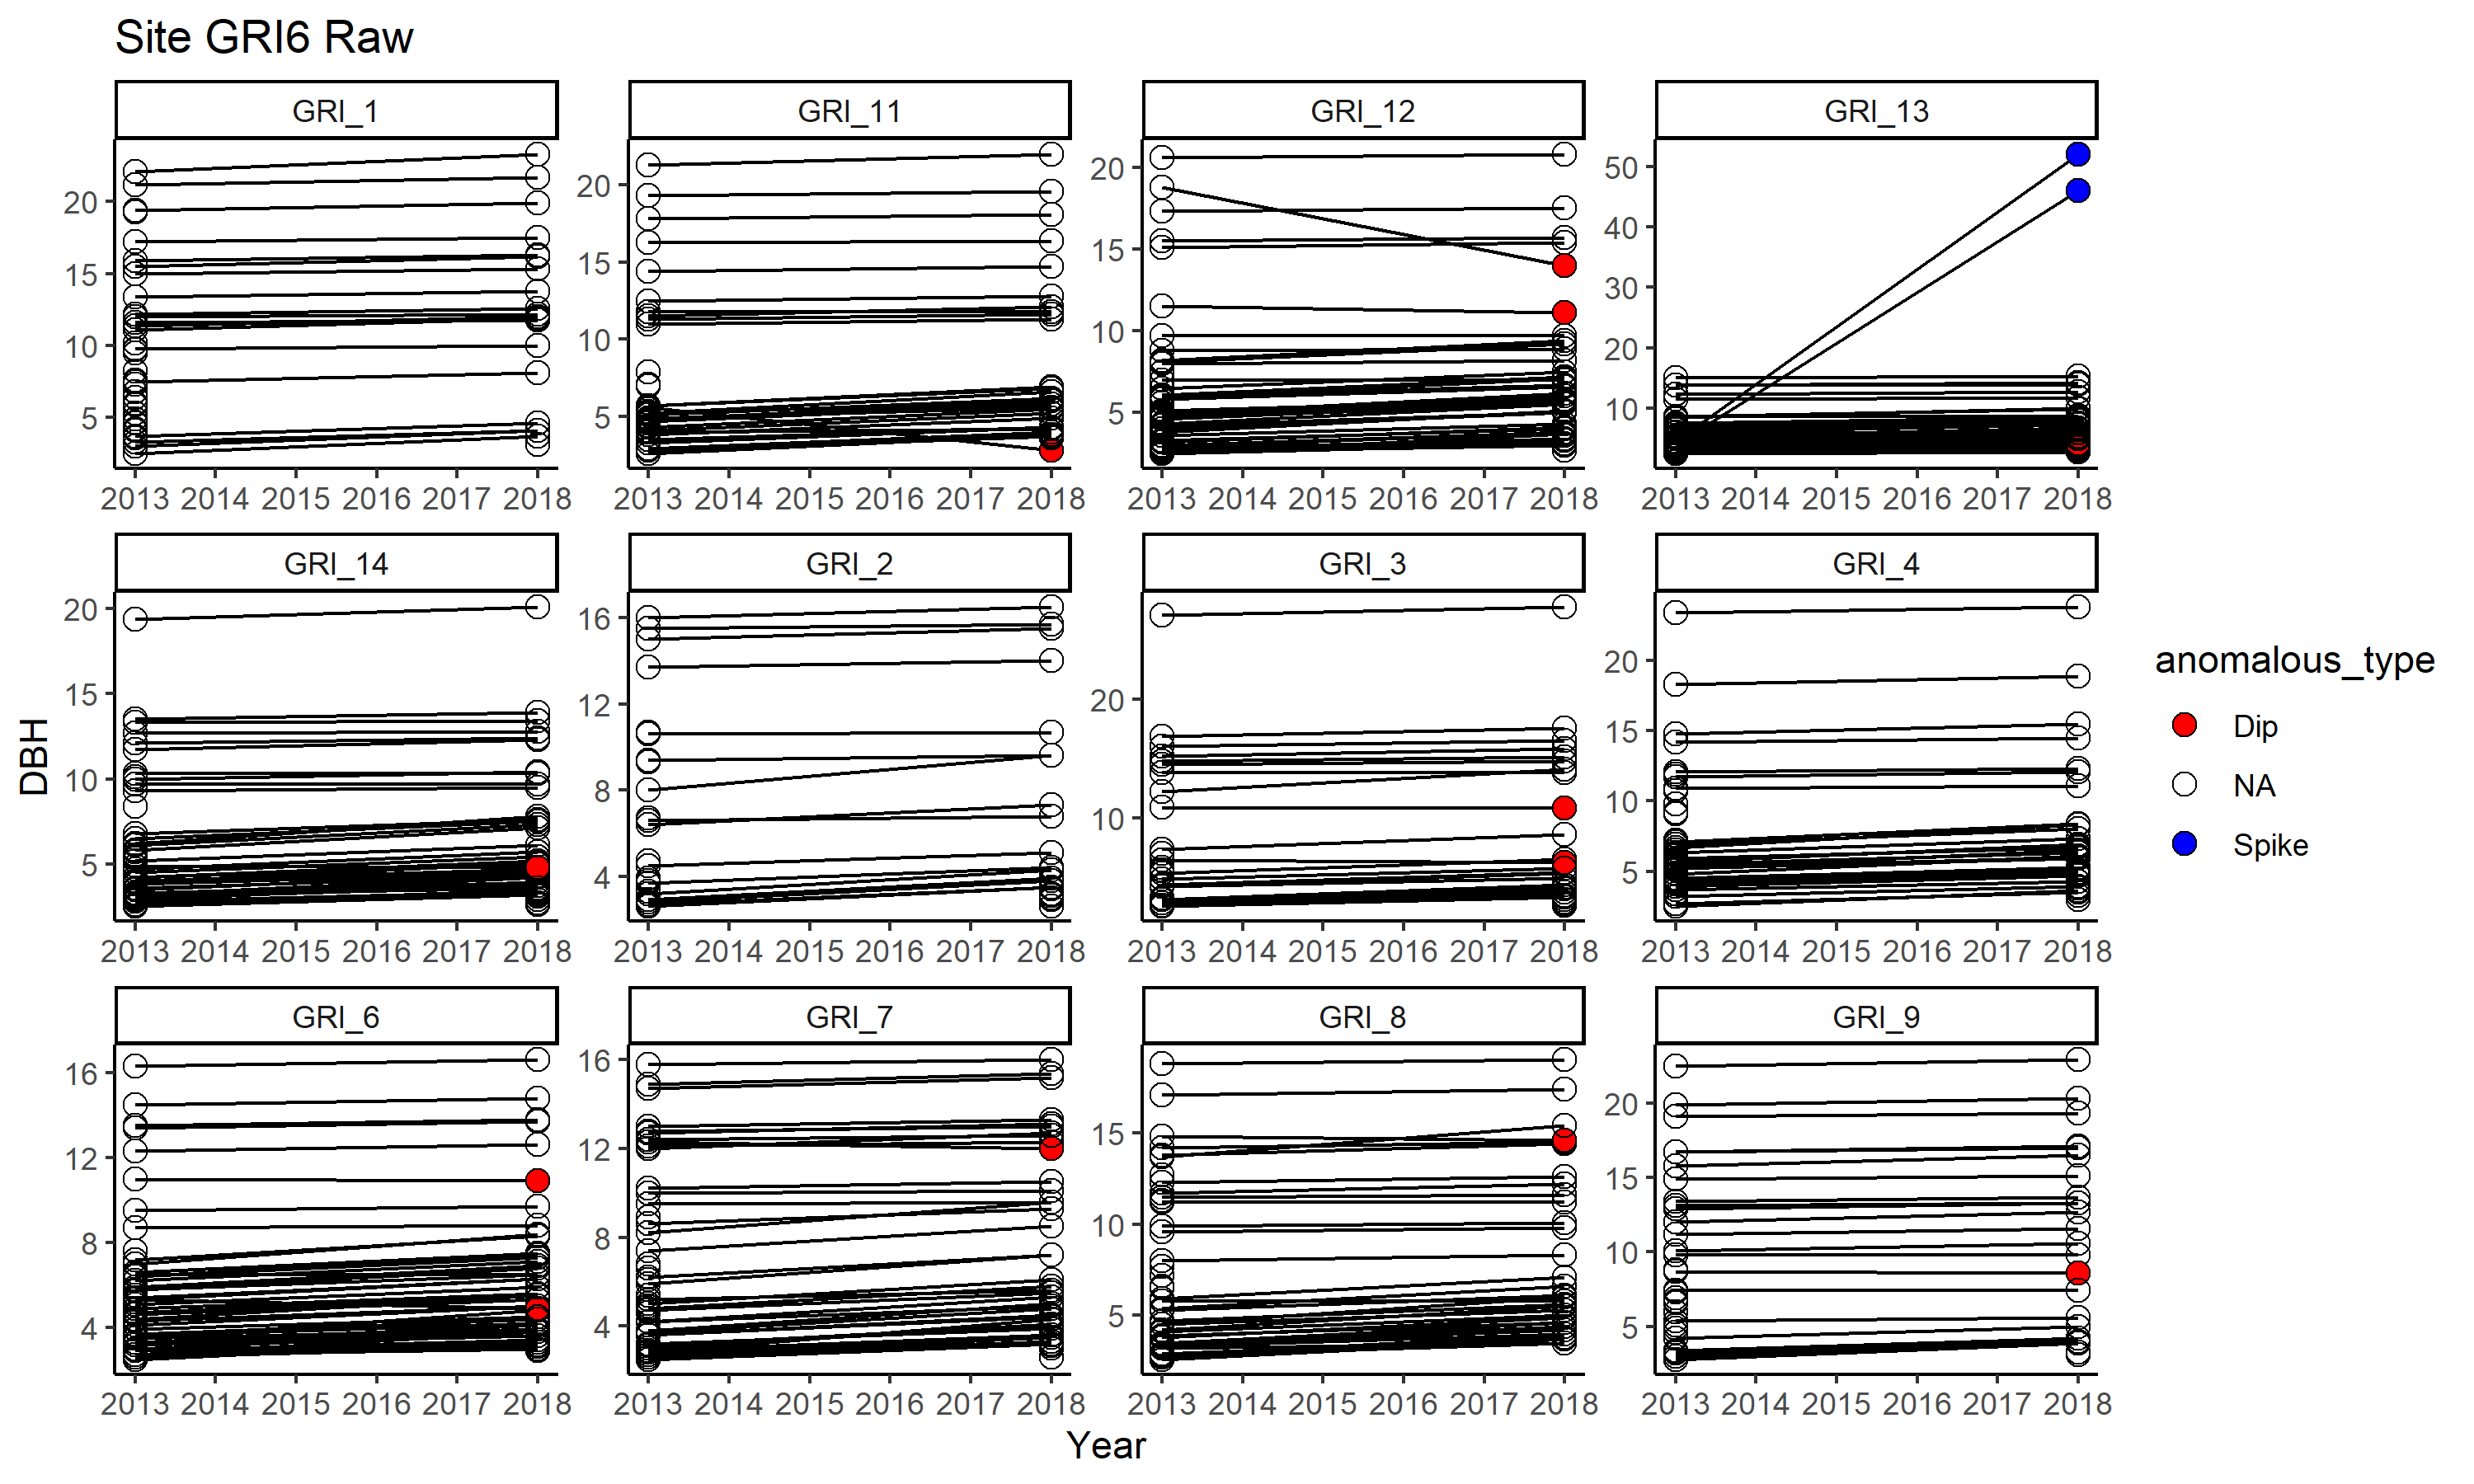 Site GRI6 Raw
GRI_1 GRI_11 GRI_12 GRI_13
20 15 10 5
20 15 10 5
20 15 10 5
50 40 30 20 10
2013 2014 2015 2016 2017 2018 2013 2014 2015 2016 2017 2018 2013 2014 2015 2016 2017 2018 2013 2014 2015 2016 2017 2018
GRI_14 GRI_2 GRI_3 GRI_4
20 15 10 5
16 12 8 4
20 10
20 15 10 5
2013 2014 2015 2016 2017 2018 2013 2014 2015 2016 2017 2018 2013 2014 2015 2016 2017 2018 2013 2014 2015 2016 2017 2018
GRI_6 GRI_7 GRI_8 GRI_9
16 12 8 4
16 12 8 4
15 10 5
20 15 10 5
2013 2014 2015 2016 2017 2018 2013 2014 2015 2016 2017 2018 2013 2014 2015 2016 2017 2018 2013 2014 2015 2016 2017 2018
DBH
Year
anomalous_type
Dip
NA
Spike